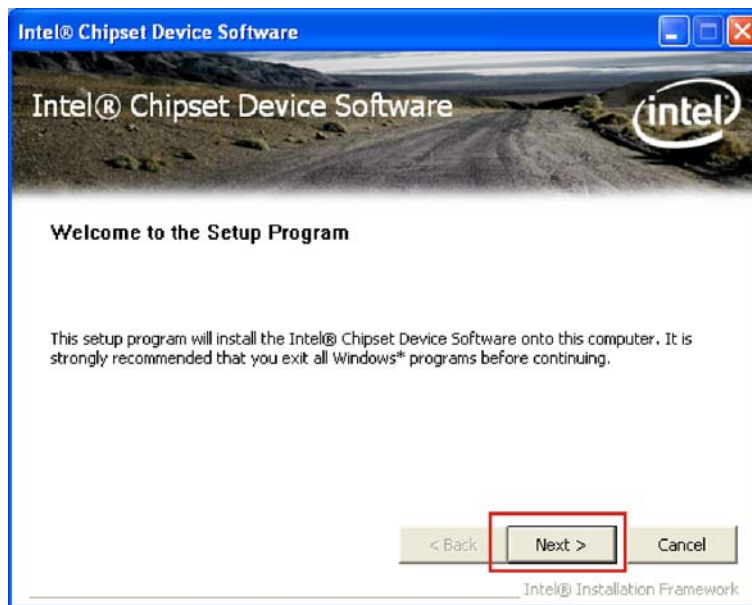 Intel® Chipset Device Software
Intel® Chipset Device Software
intel
Welcome to the Setup Program
This setup program will install the Intel® Chipset Device Software onto this computer. It is
strongly recommended that you exit all Windows* programs before continuing.
< Back
Next >
Cancel
Intel® Installation Framework